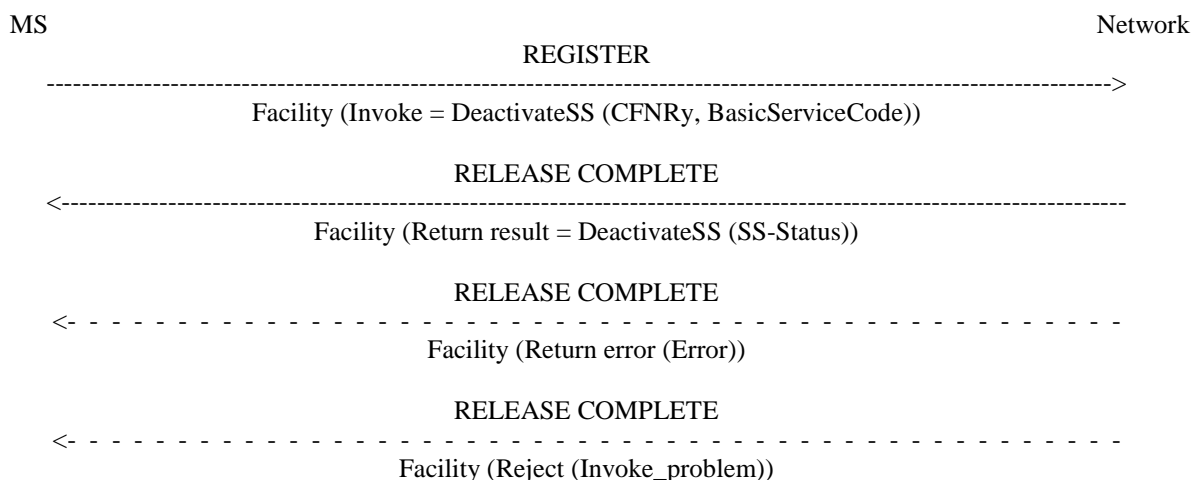 MS Network
REGISTER
------------------------------------------------------------------------------------------------------------------------>
Facility (Invoke = DeactivateSS (CFNRy, BasicServiceCode))
RELEASE COMPLETE
<------------------------------------------------------------------------------------------------------------------------
Facility (Return result = DeactivateSS (SS-Status))
RELEASE COMPLETE
<- - - - - - - - - - - - - - - - - - - - - - - - - - - - - - - - - - - - - - - - - - - - - - - -
Facility (Return error (Error))
RELEASE COMPLETE
<- - - - - - - - - - - - - - - - - - - - - - - - - - - - - - - - - - - - - - - - - - - - - - - -
Facility (Reject (Invoke_problem))